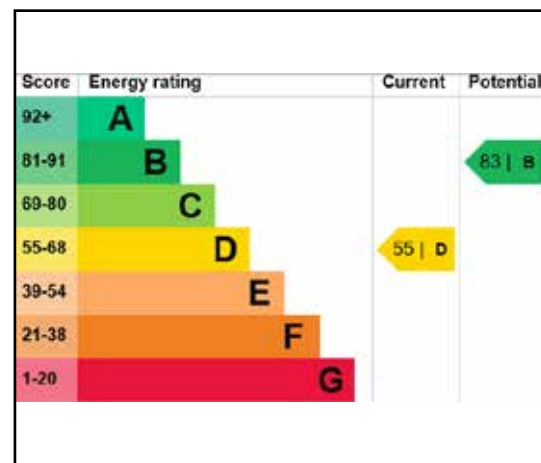 Score Energy rating Current Potential
92+ A
81-91 B 83 | B
69-80 C
55-68 D 55 | D
39-54 E
21-38 F
1-20 G